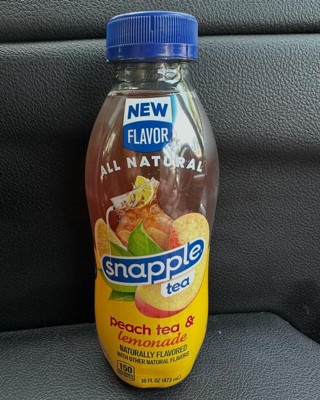 NEW
FLAVOR
ALL NATURAL
snapple
tea
peach tea &
lemonade
NATURALLY FLAVORED
WITH OTHER NATURAL FLAVORS
150
16 FL OZ (473 mL)